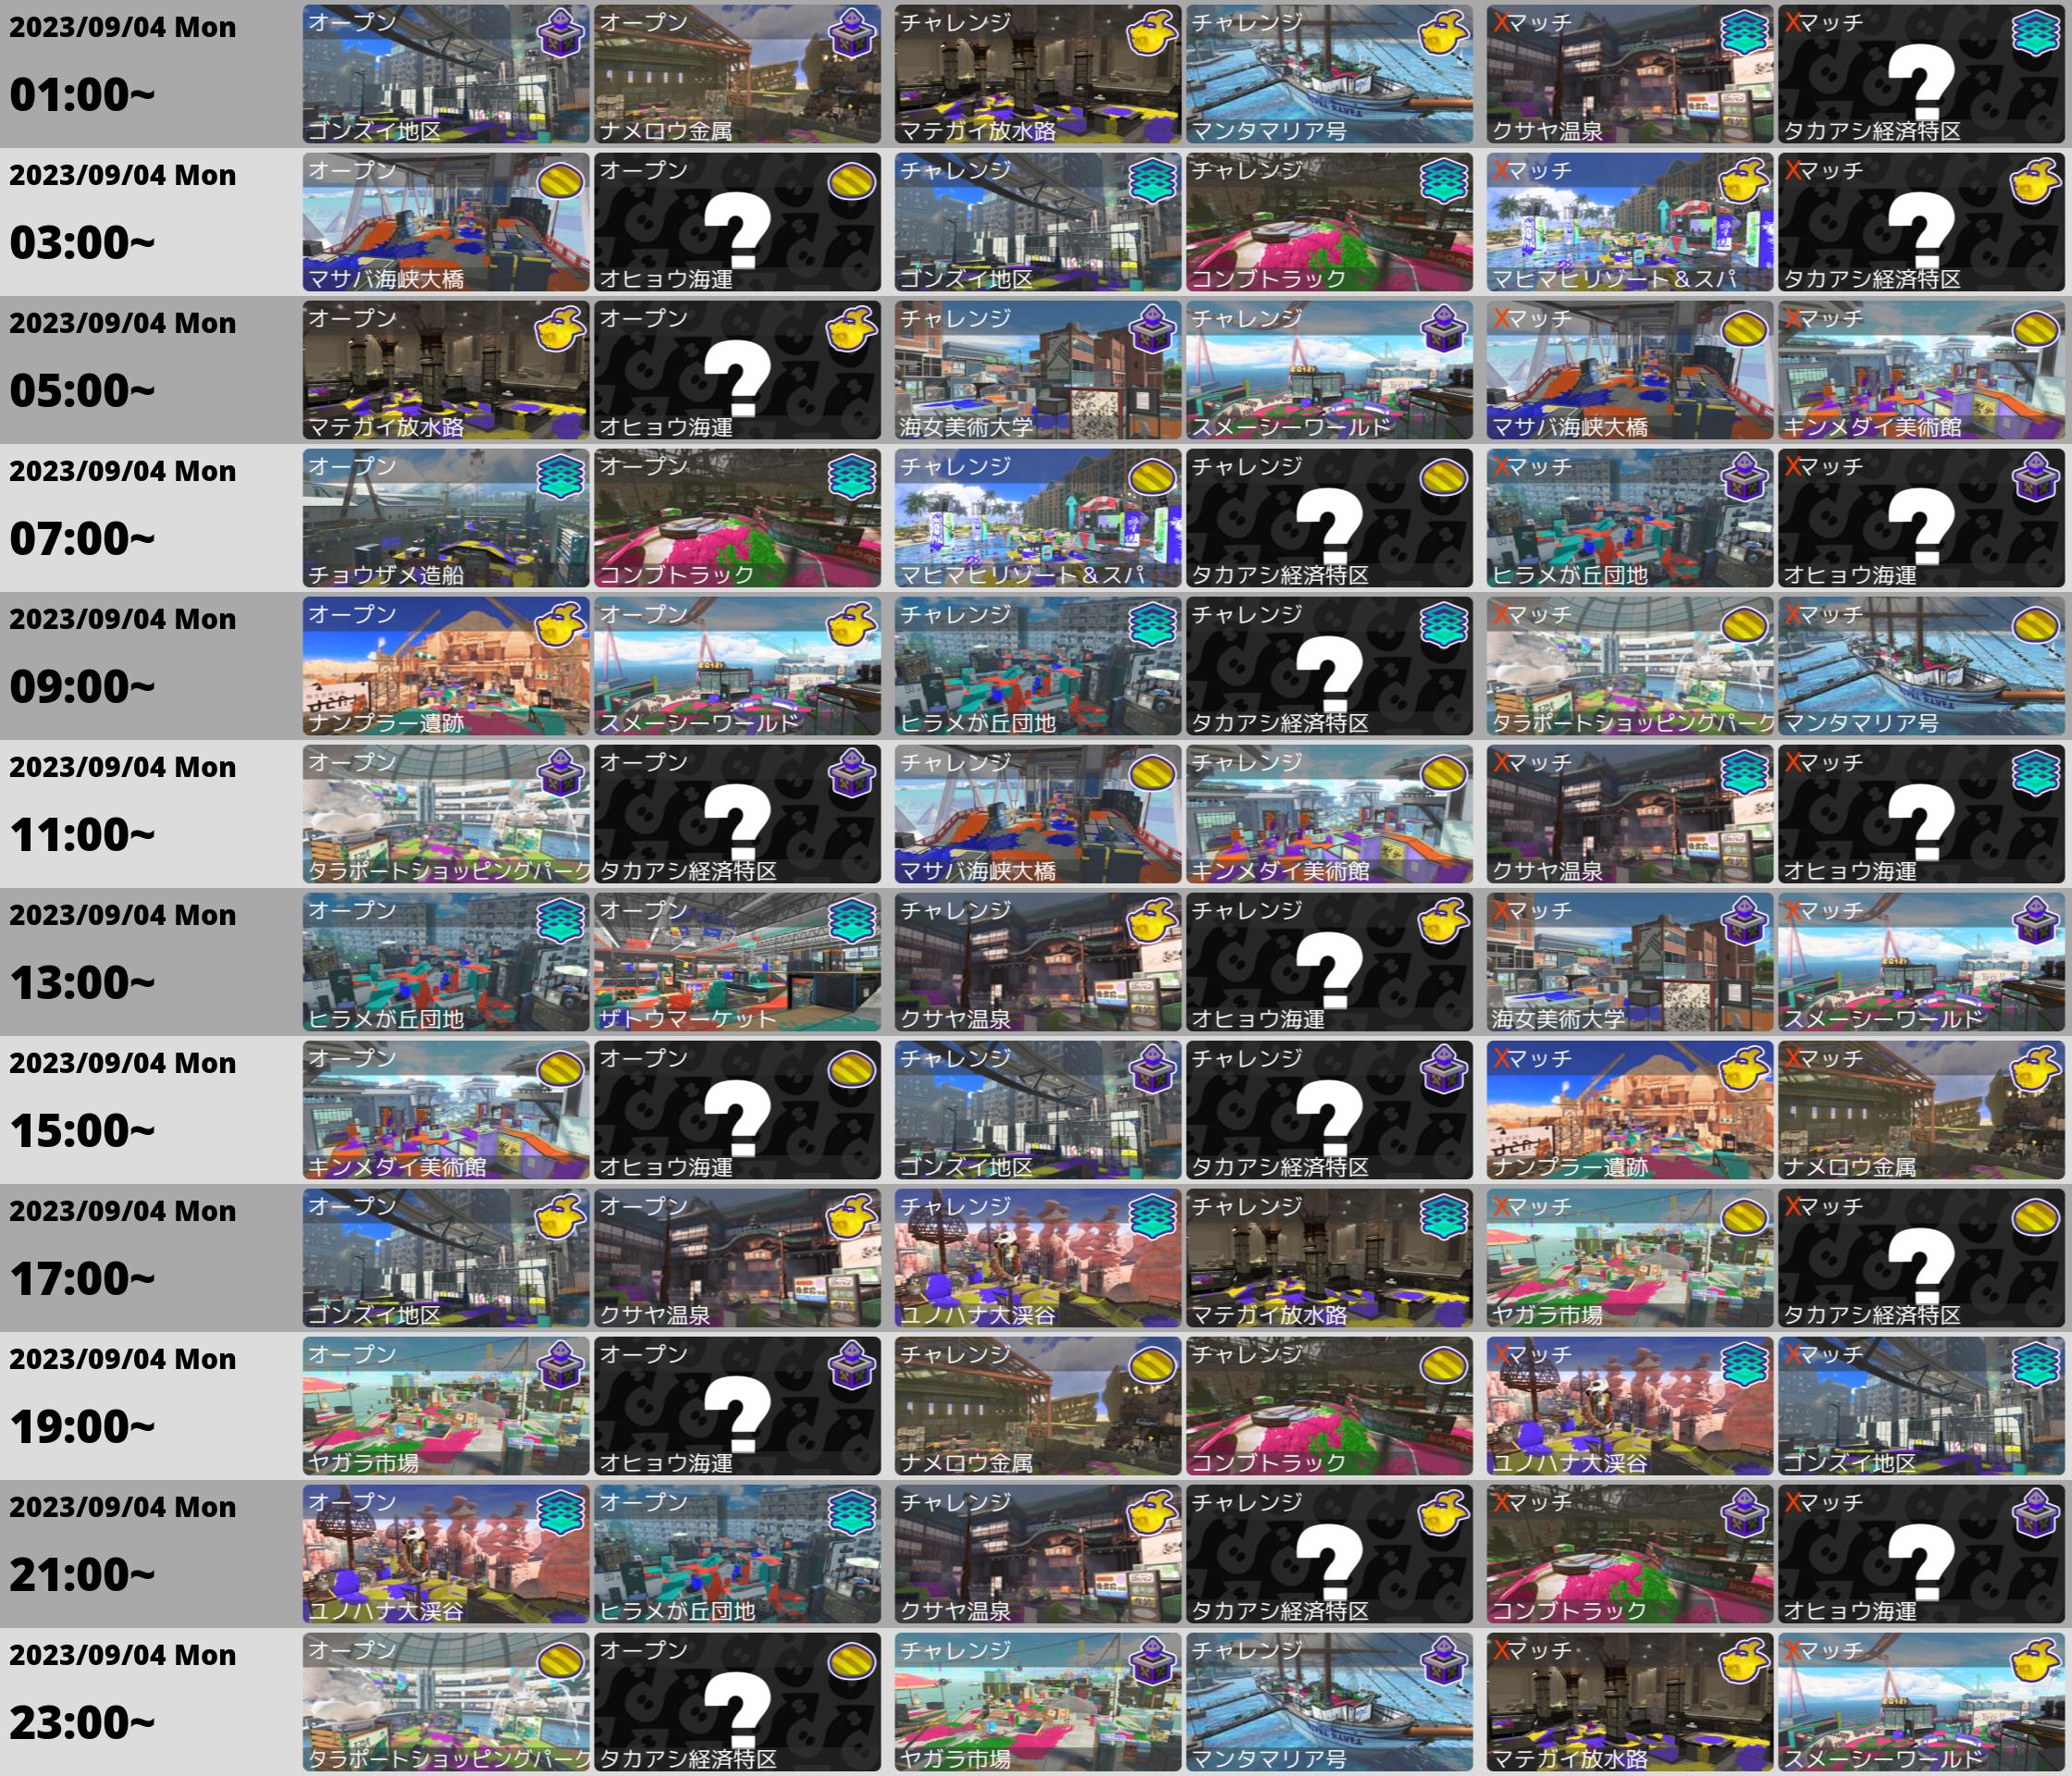 2023/09/04 Mon
01:00~
オープン
ゴンズイ地区
オープン
ナメロウ金属
チャレンジ
マテガイ放水路
チャレンジ
マンタマリア号
Xマッチ
クサヤ温泉
Xマッチ
?
タカアシ経済特区
2023/09/04 Mon
03:00~
オープン
マサバ海峡大橋
オープン
?
オヒョウ海運
チャレンジ
ゴンズイ地区
チャレンジ
コンブトラック
Xマッチ
マヒマヒリゾート&スパ
Xマッチ
?
タカアシ経済特区
2023/09/04 Mon
05:00~
オープン
マテガイ放水路
オープン
?
オヒョウ海運
チャレンジ
海女美術大学
チャレンジ
スメーシーワールド
Xマッチ
マサバ海峡大橋
Xマッチ
キンメダイ美術館
2023/09/04 Mon
07:00~
オープン
チョウザメ造船
オープン
コンブトラック
チャレンジ
マヒマヒリゾート&スパ
チャレンジ
?
タカアシ経済特区
Xマッチ
ヒラメが丘団地
Xマッチ
?
オヒョウ海運
2023/09/04 Mon
09:00~
オープン
ナンプラー遺跡
オープン
スメーシーワールド
チャレンジ
ヒラメが丘団地
チャレンジ
?
タカアシ経済特区
Xマッチ
タラポートショッピングパーク
Xマッチ
マンタマリア号
2023/09/04 Mon
11:00~
オープン
タラポートショッピングパーク
オープン
?
タカアシ経済特区
チャレンジ
マサバ海峡大橋
チャレンジ
キンメダイ美術館
Xマッチ
クサヤ温泉
Xマッチ
?
オヒョウ海運
2023/09/04 Mon
13:00~
オープン
ヒラメが丘団地
オープン
ザトウマーケット
チャレンジ
クサヤ温泉
チャレンジ
?
オヒョウ海運
Xマッチ
海女美術大学
Xマッチ
スメーシーワールド
2023/09/04 Mon
15:00~
オープン
キンメダイ美術館
オープン
?
オヒョウ海運
チャレンジ
ゴンズイ地区
チャレンジ
?
タカアシ経済特区
Xマッチ
ナンプラー遺跡
Xマッチ
ナメロウ金属
2023/09/04 Mon
17:00~
オープン
ゴンズイ地区
オープン
クサヤ温泉
チャレンジ
ユノハナ大渓谷
チャレンジ
マテガイ放水路
Xマッチ
ヤガラ市場
Xマッチ
?
タカアシ経済特区
2023/09/04 Mon
19:00~
オープン
ヤガラ市場
オープン
?
オヒョウ海運
チャレンジ
ナメロウ金属
チャレンジ
コンブトラック
Xマッチ
ユノハナ大渓谷
Xマッチ
ゴンズイ地区
2023/09/04 Mon
21:00~
オープン
ユノハナ大渓谷
オープン
ヒラメが丘団地
チャレンジ
クサヤ温泉
チャレンジ
?
タカアシ経済特区
Xマッチ
コンブトラック
Xマッチ
?
オヒョウ海運
2023/09/04 Mon
23:00~
オープン
タラポートショッピングパーク
オープン
?
タカアシ経済特区
チャレンジ
ヤガラ市場
チャレンジ
マンタマリア号
Xマッチ
マテガイ放水路
Xマッチ
スメーシーワールド